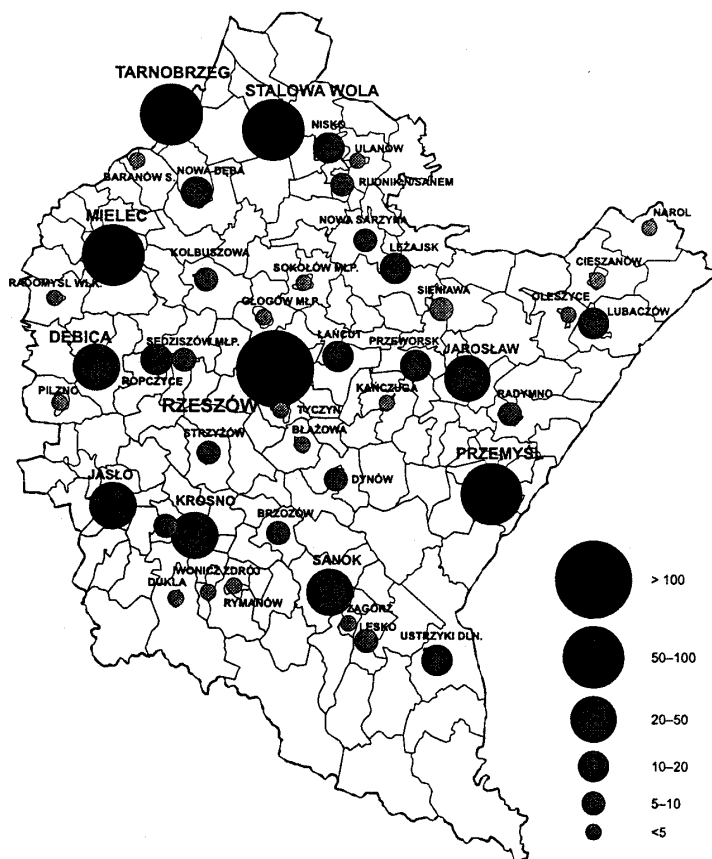 TARNOBRZEG
STALOWA WOLA
NISKO
ULANÓW
BARANÓW S.
NOWA DĘBA
RUDNIK N/SANEM
MIELEC
NOWA SARZYNA
NAROL
KOLBUSZOWA
LEŻAJSK
SOKOŁÓW MŁP.
CIESZANÓW
RADOMYŚL WLK.
SIENIAWA
OLESZYCE
GŁOGÓW MŁP.
LUBACZÓW
DĘBICA
SĘDZISZÓW MŁP.
ŁAŃCUT
PRZEWORSK
JAROSŁAW
ROPCZYCE
PILZNO
KAŃCZUGA
RADYMNO
RZESZÓW
TYCZYN
STRZYŻÓW
BŁAŻOWA
PRZEMYŚL
JASŁO
DYNÓW
KROSNO
BRZOZÓW
SANOK
IWONICZ ZDRÓJ
DUKLA
RYMANÓW
ZAGÓRZ
LESKO
USTRZYKI DLN.
> 100
50–100
20–50
10–20
5–10
<5